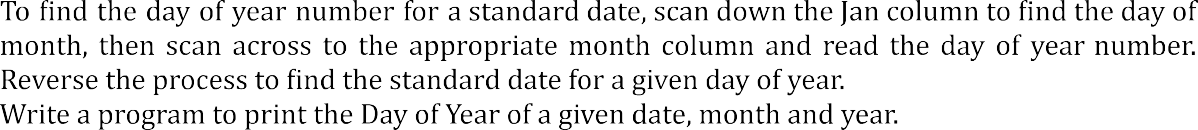 To find the day of year number for a standard date, scan down the Jan column to find the day of
month, then scan across to the appropriate month column and read the day of year number.
Reverse the process to find the standard date for a given day of year.
Write a program to print the Day of Year of a given date, month and year.